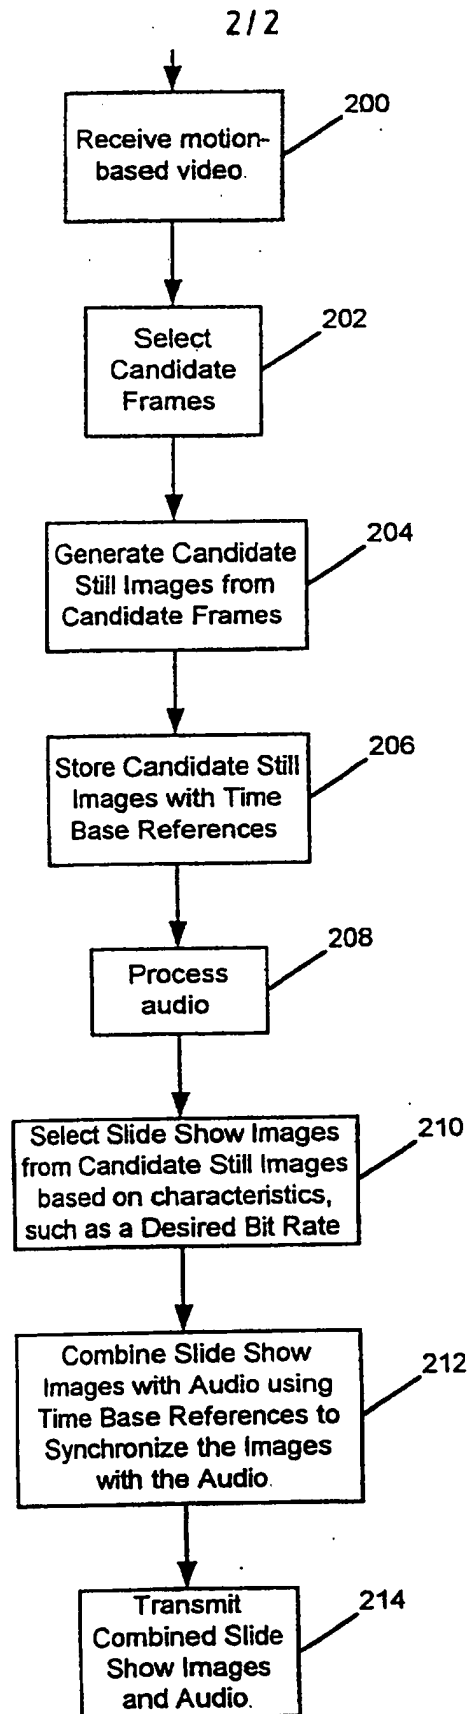 2/2
200
Receive motion-
based video.
202
Select
Candidate
Frames
204
Generate Candidate
Still Images from
Candidate Frames
206
Store Candidate Still
Images with Time
Base References
208
Process
audio
210
Select Slide Show Images
from Candidate Still Images
based on characteristics,
such as a Desired Bit Rate
212
Combine Slide Show
Images with Audio using
Time Base References to
Synchronize the Images
with the Audio.
214
Transmit
Combined Slide
Show Images
and Audio.